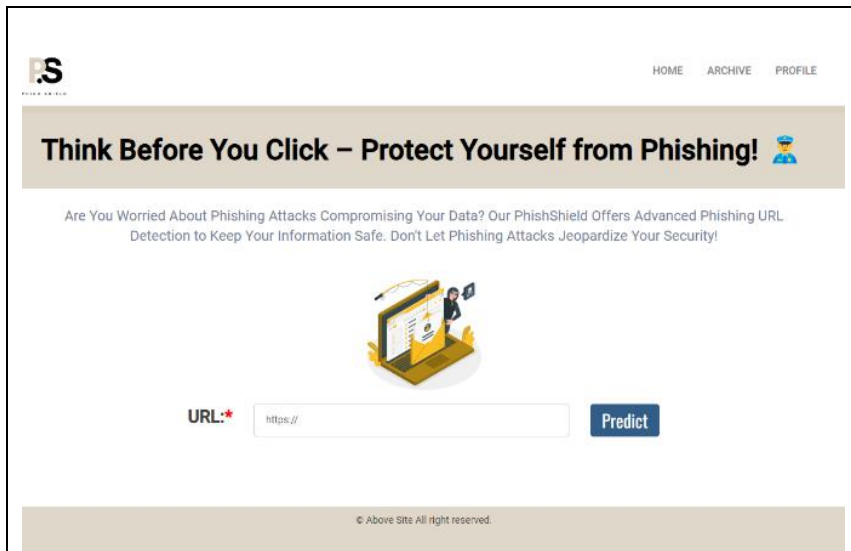 P.S
PHISH SHIELD
HOME ARCHIVE PROFILE
Think Before You Click – Protect Yourself from Phishing!
Are You Worried About Phishing Attacks Compromising Your Data? Our PhishShield Offers Advanced Phishing URL
Detection to Keep Your Information Safe. Don't Let Phishing Attacks Jeopardize Your Security!
URL:* https:// Predict
© Above Site All right reserved.